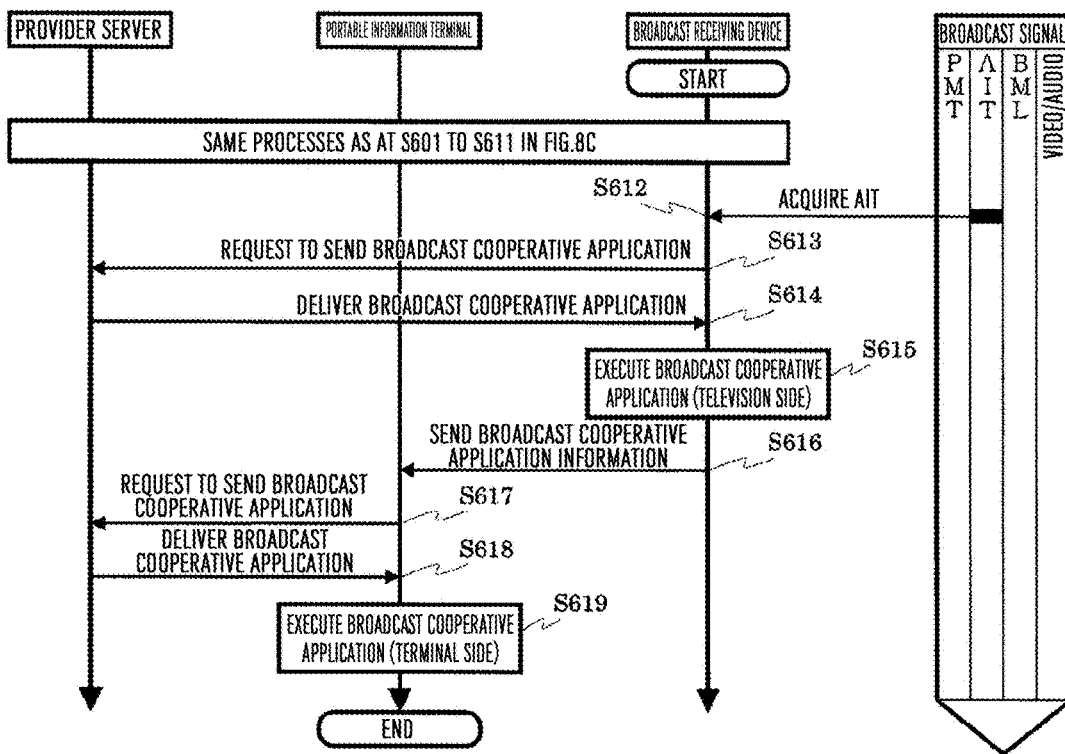 PROVIDER SERVER
PORTABLE INFORMATION TERMINAL
BROADCAST RECEIVING DEVICE
BROADCAST SIGNAL
START
PMT
AIT
BML
VIDEO/AUDIO
SAME PROCESSES AS AT S601 TO S611 IN FIG.8C
S612
ACQUIRE AIT
REQUEST TO SEND BROADCAST COOPERATIVE APPLICATION
S613
DELIVER BROADCAST COOPERATIVE APPLICATION
S614
EXECUTE BROADCAST COOPERATIVE
APPLICATION (TELEVISION SIDE)
S615
SEND BROADCAST COOPERATIVE
APPLICATION INFORMATION
S616
REQUEST TO SEND BROADCAST
COOPERATIVE APPLICATION
S617
DELIVER BROADCAST
COOPERATIVE APPLICATION
S618
EXECUTE BROADCAST COOPERATIVE
APPLICATION (TERMINAL SIDE)
S619
END